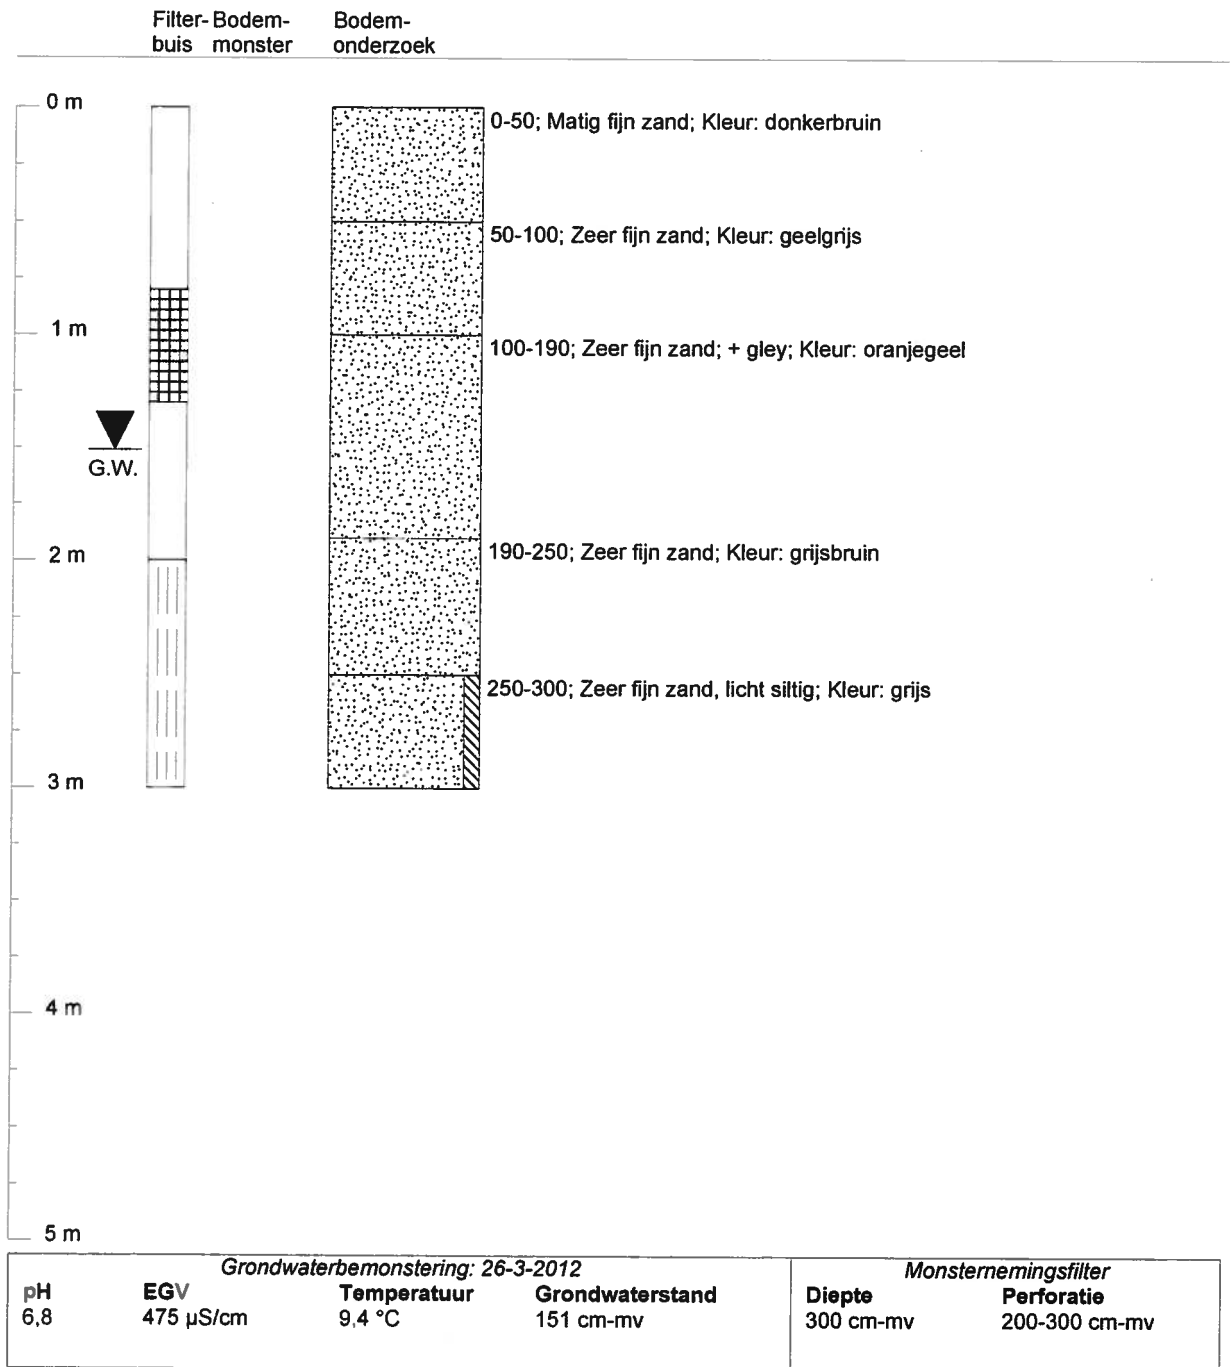 Filter- Bodem- Bodem-
buis monster onderzoek
0 m
0-50; Matig fijn zand; Kleur: donkerbruin
50-100; Zeer fijn zand; Kleur: geelgrijs
1 m
100-190; Zeer fijn zand; + gley; Kleur: oranjegeel
G.W.
2 m
190-250; Zeer fijn zand; Kleur: grijsbruin
250-300; Zeer fijn zand, licht siltig; Kleur: grijs
3 m
4 m
5 m
Grondwaterbemonstering: 26-3-2012 Monsternemingsfilter
pH EGV Temperatuur Grondwaterstand Diepte Perforatie
6,8 475 µS/cm 9,4 °C 151 cm-mv 300 cm-mv 200-300 cm-mv